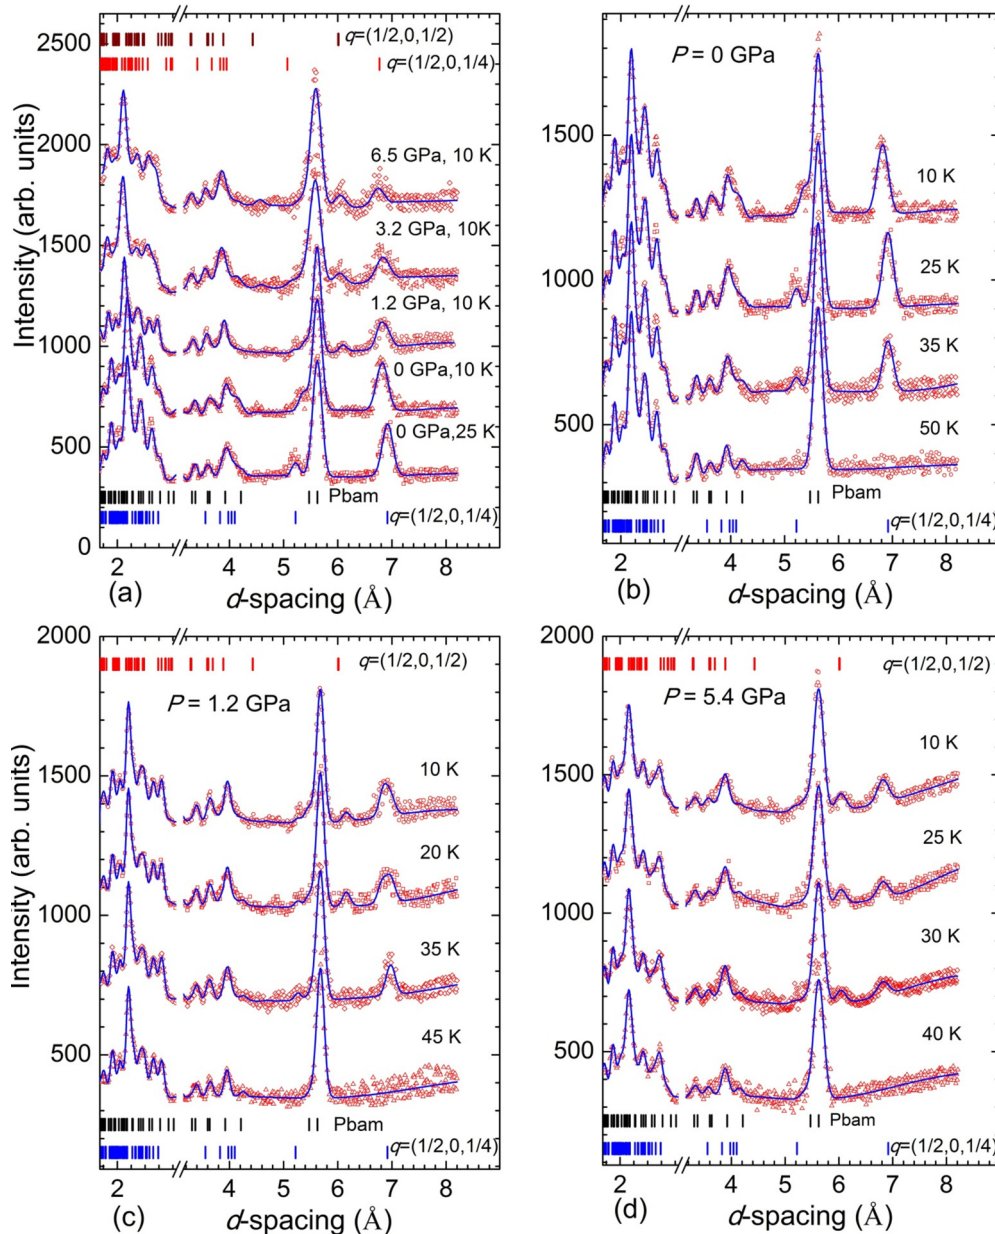 2500
2000
1500
1000
500
0
Intensity (arb. units)
q=(1/2,0,1/2)
q=(1/2,0,1/4)
6.5 GPa, 10 K
3.2 GPa, 10K
1.2 GPa, 10 K
0 GPa,10 K
0 GPa,25 K
Pbam
q=(1/2,0,1/4)
2 4 5 6 7 8
(a) d-spacing (Å)
1500
1000
500
P = 0 GPa
10 K
25 K
35 K
50 K
Pbam
q=(1/2,0,1/4)
2 4 5 6 7 8
(b) d-spacing (Å)
2000
1500
1000
500
Intensity (arb. units)
q=(1/2,0,1/2)
P = 1.2 GPa
10 K
20 K
35 K
45 K
Pbam
q=(1/2,0,1/4)
2 4 5 6 7 8
(c) d-spacing (Å)
2000
1500
1000
500
q=(1/2,0,1/2)
P = 5.4 GPa
10 K
25 K
30 K
40 K
Pbam
q=(1/2,0,1/4)
2 4 5 6 7 8
(d) d-spacing (Å)